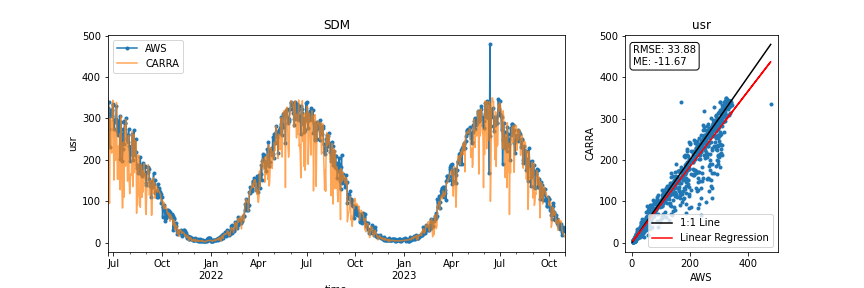 SDM
usr
AWS
CARRA
500
400
300
200
100
0
usr
Jul
Oct
Jan
2022
Apr
Jul
Oct
Jan
2023
Apr
Jul
Oct
time
usr
RMSE: 33.88
ME: -11.67
500
400
300
200
100
0
CARRA
1:1 Line
Linear Regression
0
200
400
AWS